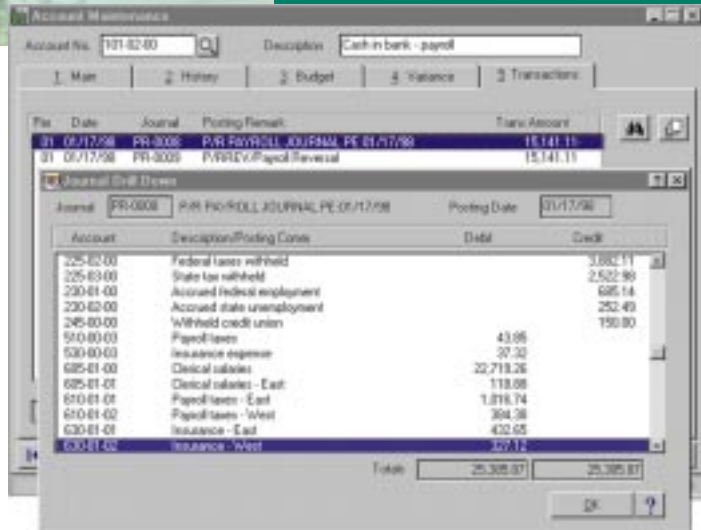 Account Maintenance
Account No. 101-02-00 Description Cash in bank - payroll
1. Main 2. History 3. Budget 4. Variance 5. Transactions
Per Date Journal Posting Remark Trans Amount
01 01/17/98 PR-0008 P/R PAYROLL JOURNAL PE 01/17/98 15,141.11-
01 01/17/98 PR-0009 P/RREV/Payroll Reversal 15,141.11
Journal Drill Down
Journal PR-0008 P/R PAYROLL JOURNAL PE 01/17/98 Posting Date 01/17/98
Account Description/Posting Comm Debit Credit
225-02-00 Federal taxes withheld 3,882.11
225-03-00 State tax withheld 2,522.98
230-01-00 Accrued federal employment 685.14
230-02-00 Accrued state unemployment 252.49
245-00-00 Withheld credit union 150.00
510-00-03 Payroll taxes 43.85
530-00-03 Insurance expense 37.32
605-01-00 Clerical salaries 22,719.26
605-01-01 Clerical salaries - East 118.88
610-01-01 Payroll taxes - East
610-01-02 Payroll taxes - West 384.38
630-01-01 Insurance - East 432.65
630-01-02 Insurance - West 327.12
Totals 25,385.87 25,385.87
OK ?